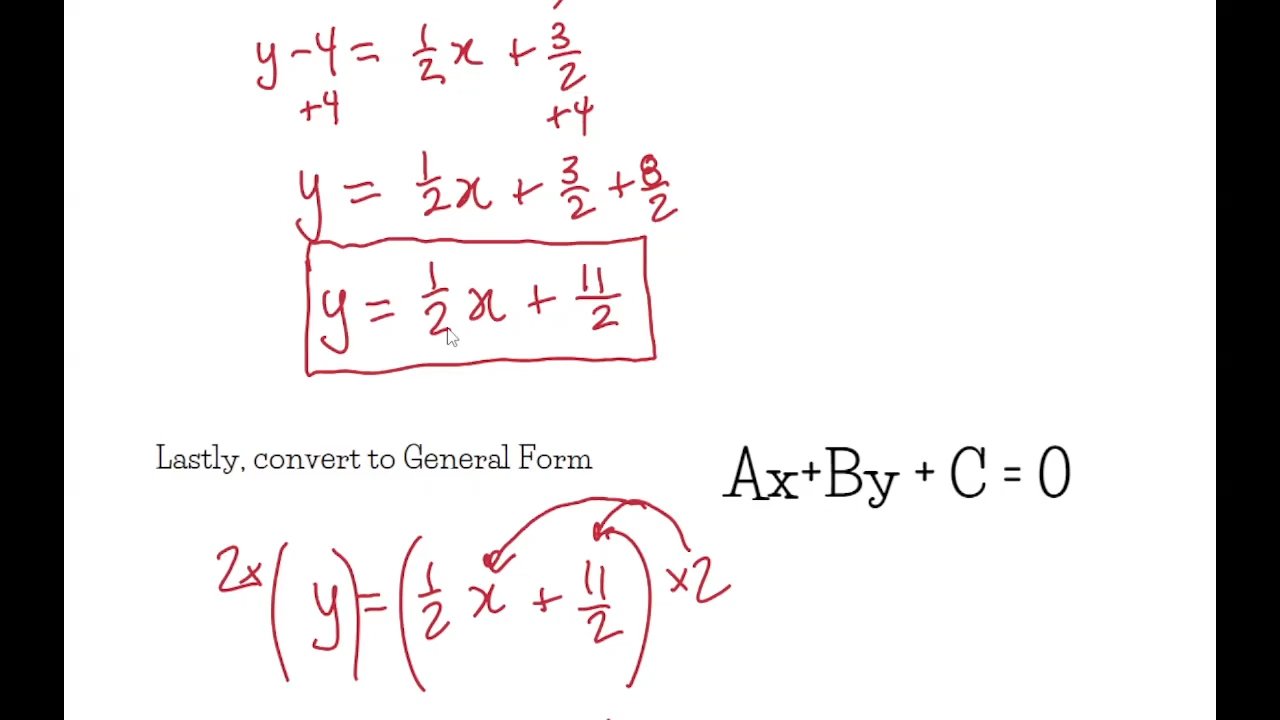 y - 4 = 1/2 x + 3/2
+4 +4
y = 1/2 x + 3/2 + 8/2
y = 1/2 x + 11/2
Lastly, convert to General Form
Ax+By + C = 0
2x ( y ) = ( 1/2 x + 11/2 ) x2